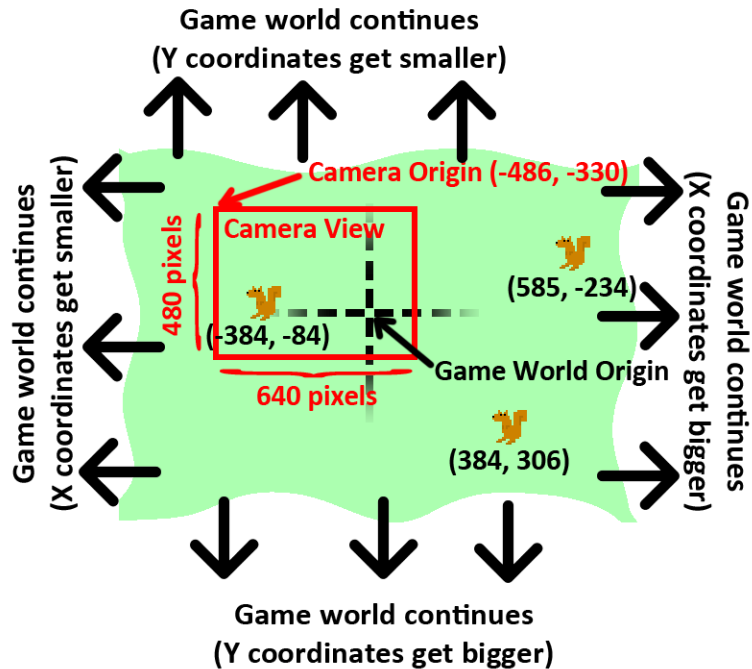 Game world continues
(Y coordinates get smaller)
Game world continues
(X coordinates get smaller)
Camera Origin (-486, -330)
Camera View
480 pixels
(-384, -84)
640 pixels
(585, -234)
Game World Origin
(384, 306)
Game world continues
(X coordinates get bigger)
Game world continues
(Y coordinates get bigger)